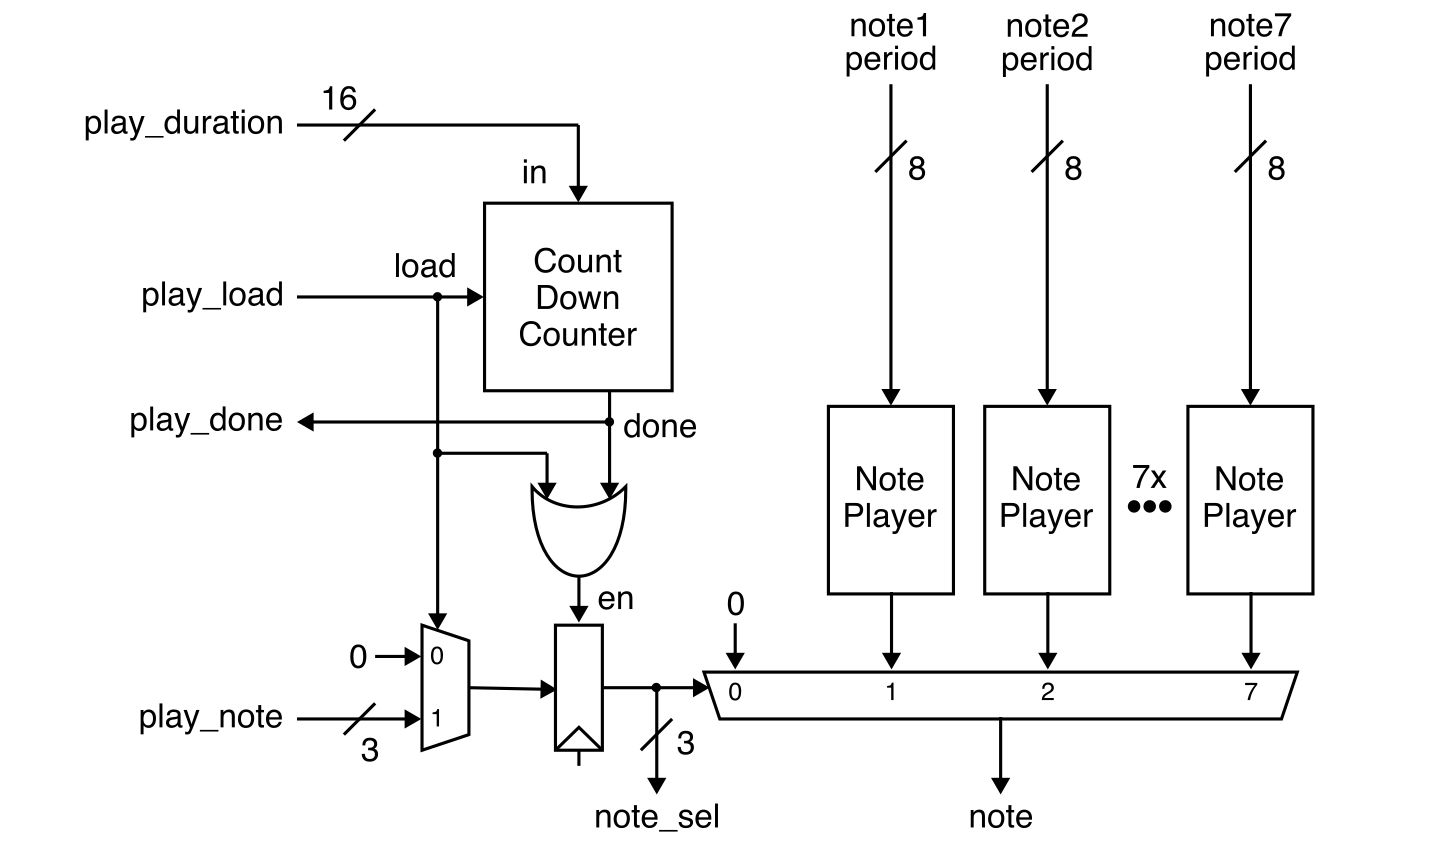 note1
period
note2
period
note7
period
16
play_duration
in
8
8
8
load
play_load
Count
Down
Counter
play_done
done
Note
Player
Note
Player
7x
Note
Player
en
0
0
0
play_note
3
1
3
0
1
2
7
note_sel
note